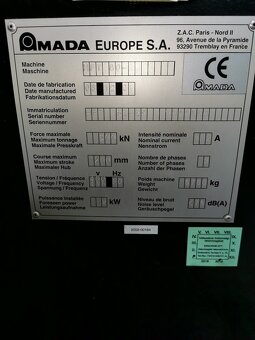 AMADA EUROPE S.A.
Z.A.C. Paris - Nord II
96, Avenue de la Pyramide
93290 Tremblay en France
Machine
Maschine
CE
AMADA
Date de fabrication
Date manufactured
Fabrikationsdatum
Immatriculation
Serial number
Seriennummer
Force maximale
Maximum tonnage
Maximale Presskraft
kN
Intensité nominale
Nominal current
Nennstrom
A
Course maximum
Maximum stroke
Maximaler Hub
mm
Nombre de phases
Number of phases
Anzahl der Phasen
V Hz
Tension / Fréquence
Voltage / Frequency
Spannung / Frequenz
Poids machine
Weight
Gewicht
kg
Puissance installée
Foressen power
Leistungsaufnahme
kW
Niveau de bruit
Noise level
Geräuschpegel
dB(A)
V. VI. VII. VIII.